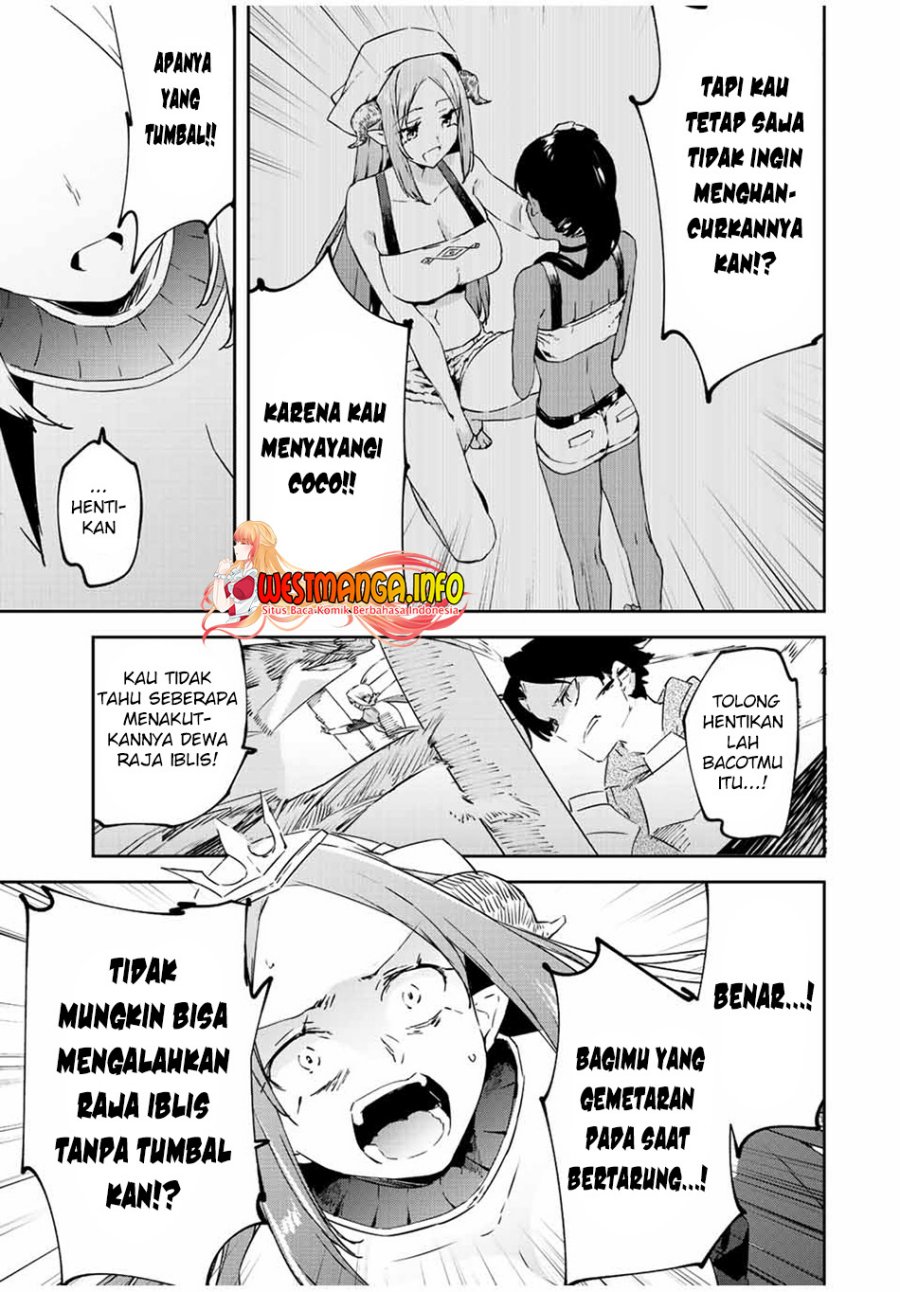 TAPI KAU
TETAP SAJA
TIDAK INGIN
MENGHAN-
CURKANNYA
KAN!?
KARENA KAU
MENYAYANGI
COCO!!
APANYA
YANG
TUMBAL!!
...
HENTI-
KAN
WESTMANGA.INFO
Situs Baca Komik Berbahasa Indonesia
TOLONG
HENTIKAN
LAH
BACOTMU
ITU...!
KAU TIDAK
TAHU SEBERAPA
MENAKUT-
KANNYA DEWA
RAJA IBLIS!
BENAR...!
BAGIMU YANG
GEMETARAN
PADA SAAT
BERTARUNG...!
TIDAK
MUNGKIN BISA
MENGALAHKAN
RAJA IBLIS
TANPA TUMBAL
KAN!?